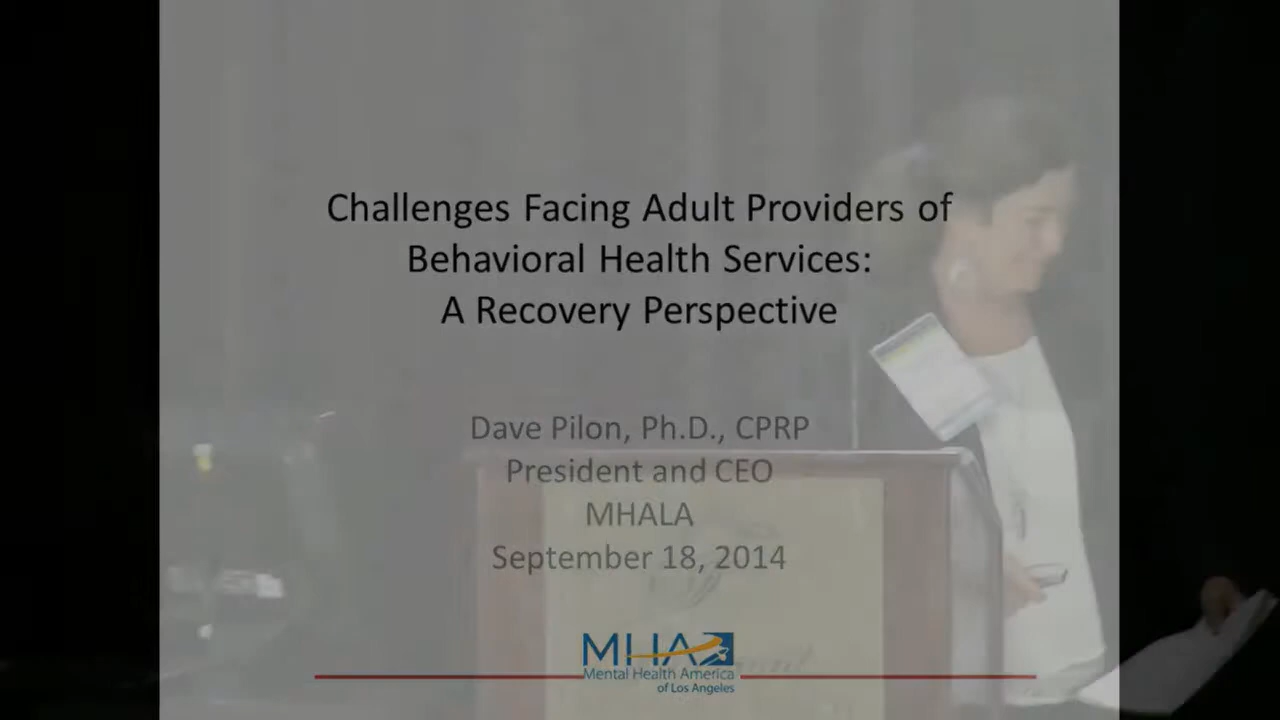 Challenges Facing Adult Providers of
Behavioral Health Services:
A Recovery Perspective
Dave Pilon, Ph.D., CPRP
President and CEO
MHALA
September 18, 2014
MHA
Mental Health America
of Los Angeles